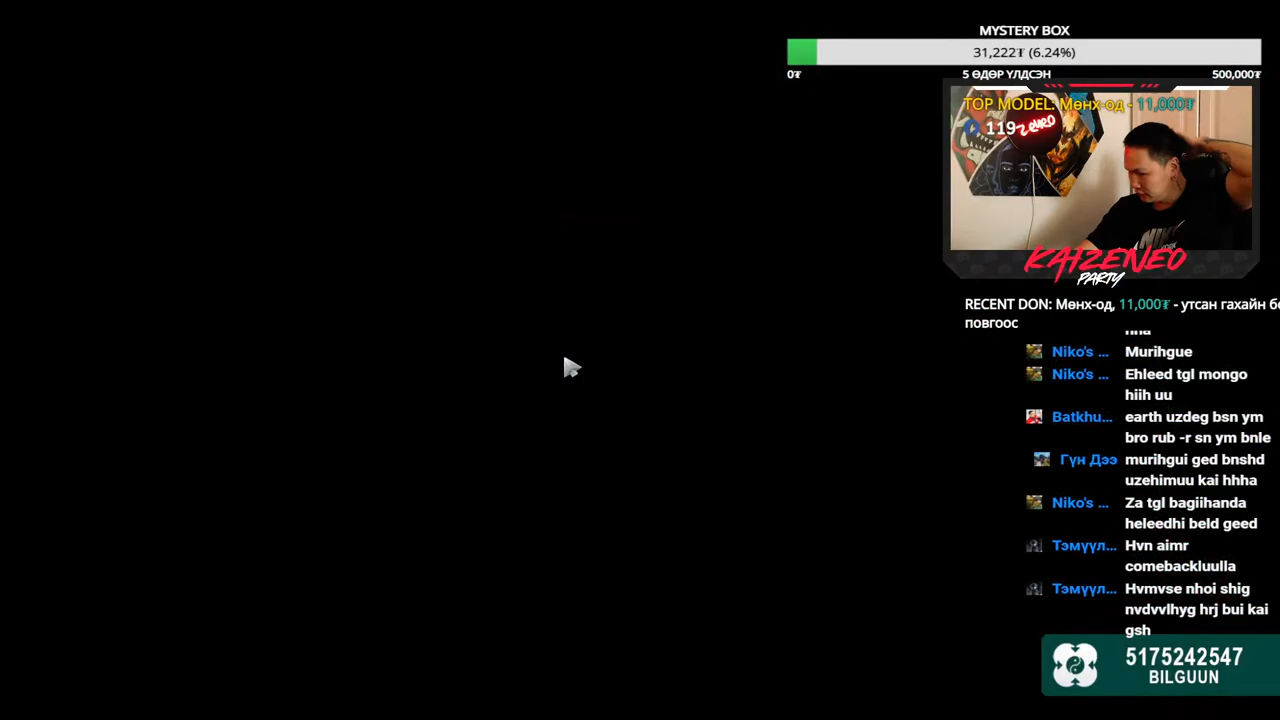 MYSTERY BOX
31,222₮ (6.24%)
0₮ 5 ӨДӨР ҮЛДСЭН 500,000₮
TOP MODEL: Мөнх-од - 11,000₮
119
KAIZENEO
PARTY
RECENT DON: Мөнх-од, 11,000₮ - утсан гахайн
повгоос
Niko's ... Murihgue
Niko's ... Ehleed tgl mongo
hiih uu
Batkhu... earth uzdeg bsn ym
bro rub -r sn ym bnle
Гүн Дээ murihgui ged bnshd
uzehimuu kai hhha
Niko's ... Za tgl bagiihanda
heleedhi beld geed
Тэмүүл... Hvn aimr
comebackluulla
Тэмүүл... Hvmvse nhoi shig
nvdvvlhyg hrj bui kai
gsh
5175242547
BILGUUN